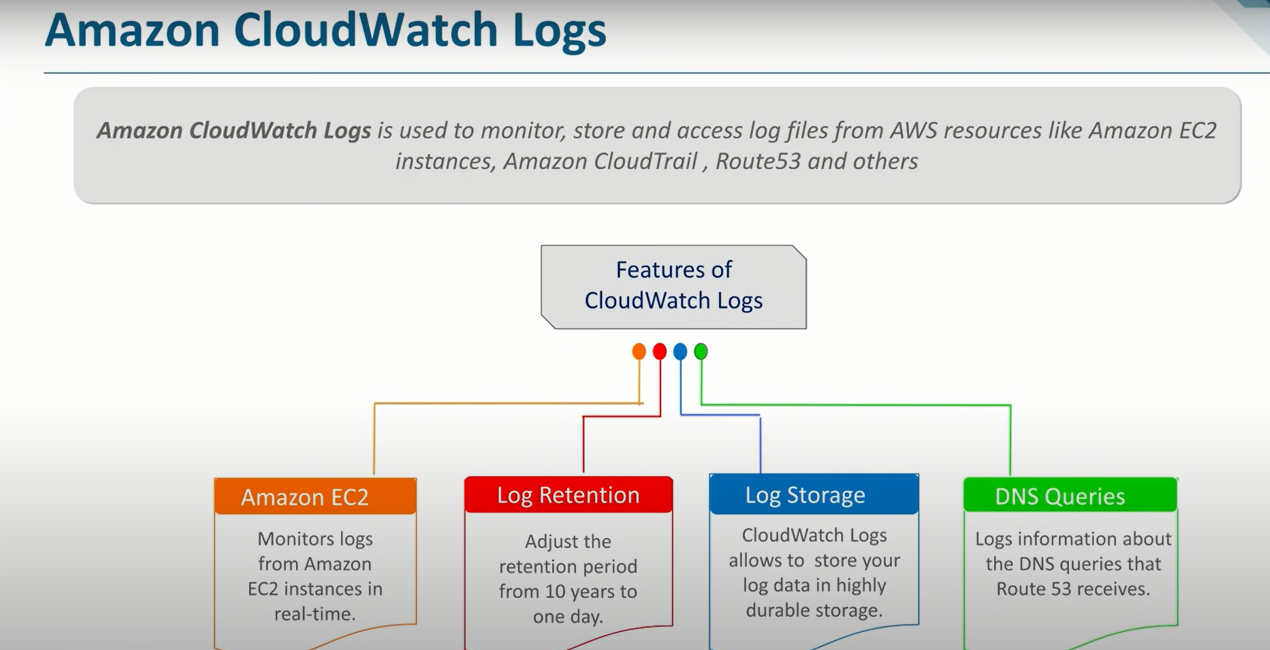 Amazon CloudWatch Logs
Amazon CloudWatch Logs is used to monitor, store and access log files from AWS resources like Amazon EC2
instances, Amazon CloudTrail , Route53 and others
Features of
CloudWatch Logs
Amazon EC2
Monitors logs
from Amazon
EC2 instances in
real-time.
Log Retention
Adjust the
retention period
from 10 years to
one day.
Log Storage
CloudWatch Logs
allows to store your
log data in highly
durable storage.
DNS Queries
Logs information about
the DNS queries that
Route 53 receives.